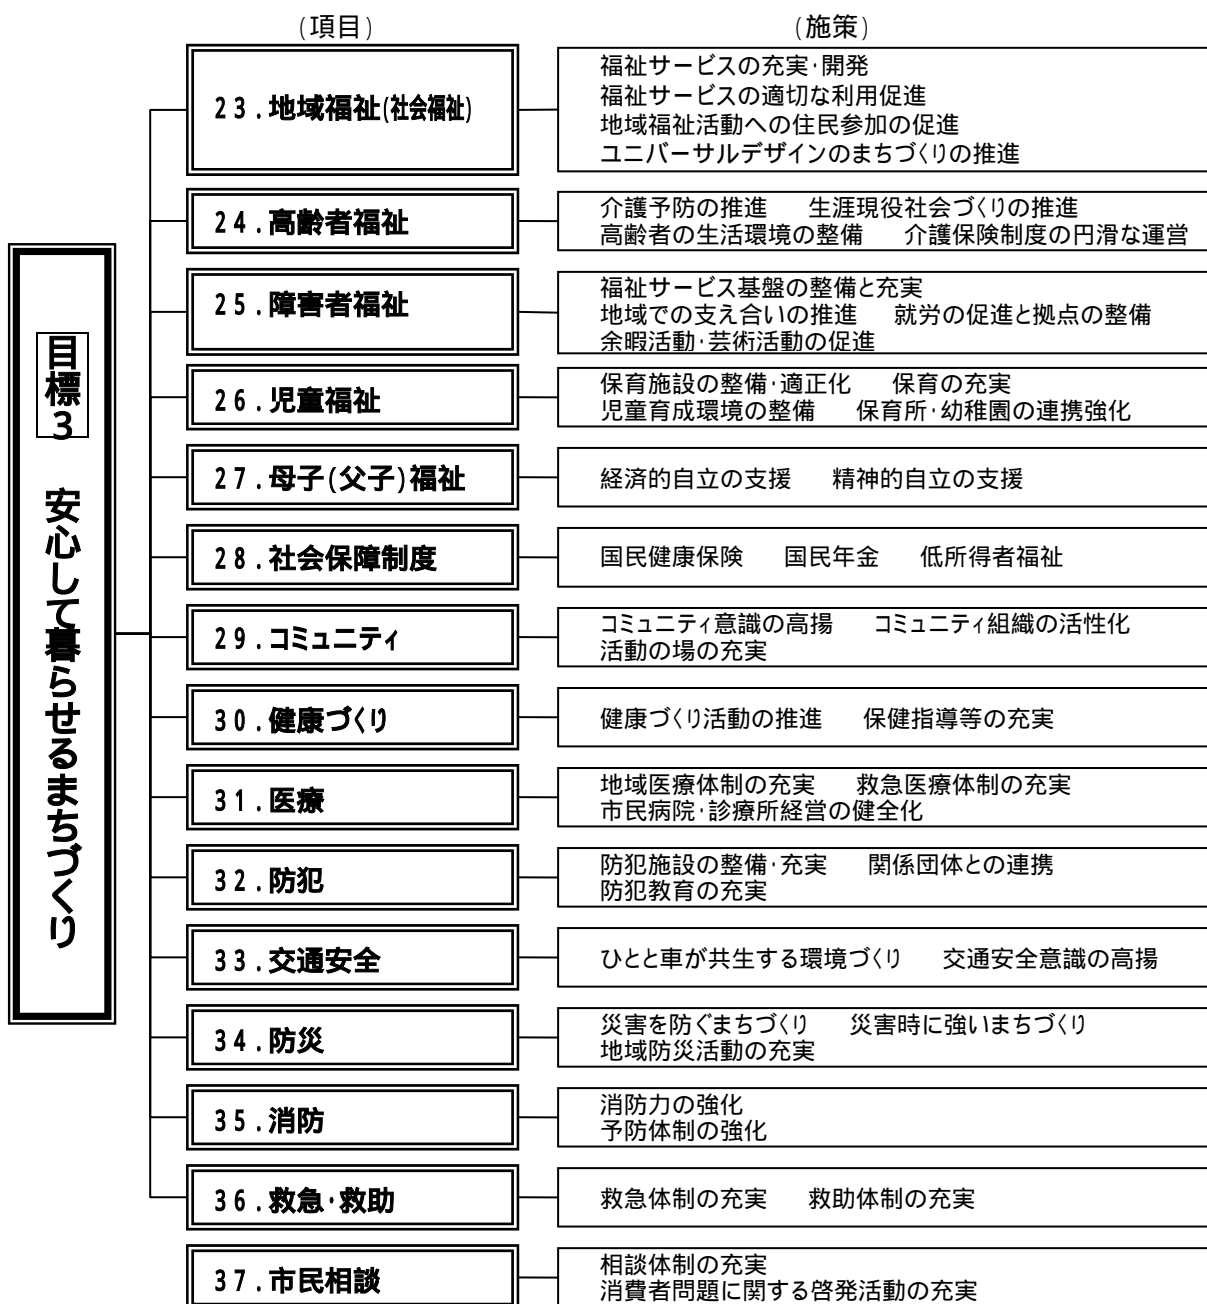 (項目)
(施策)
目標3 安心して暮らせるまちづくり
23.地域福祉(社会福祉)
福祉サービスの充実・開発
福祉サービスの適切な利用促進
地域福祉活動への住民参加の促進
ユニバーサルデザインのまちづくりの推進
24.高齢者福祉
介護予防の推進 生涯現役社会づくりの推進
高齢者の生活環境の整備 介護保険制度の円滑な運営
25.障害者福祉
福祉サービス基盤の整備と充実
地域での支え合いの推進 就労の促進と拠点の整備
余暇活動・芸術活動の促進
26.児童福祉
保育施設の整備・適正化 保育の充実
児童育成環境の整備 保育所・幼稚園の連携強化
27.母子(父子)福祉
経済的自立の支援 精神的自立の支援
28.社会保障制度
国民健康保険 国民年金 低所得者福祉
29.コミュニティ
コミュニティ意識の高揚 コミュニティ組織の活性化
活動の場の充実
30.健康づくり
健康づくり活動の推進 保健指導等の充実
31.医療
地域医療体制の充実 救急医療体制の充実
市民病院・診療所経営の健全化
32.防犯
防犯施設の整備・充実 関係団体との連携
防犯教育の充実
33.交通安全
ひとと車が共生する環境づくり 交通安全意識の高揚
34.防災
災害を防ぐまちづくり 災害時に強いまちづくり
地域防災活動の充実
35.消防
消防力の強化
予防体制の強化
36.救急・救助
救急体制の充実 救助体制の充実
37.市民相談
相談体制の充実
消費者問題に関する啓発活動の充実